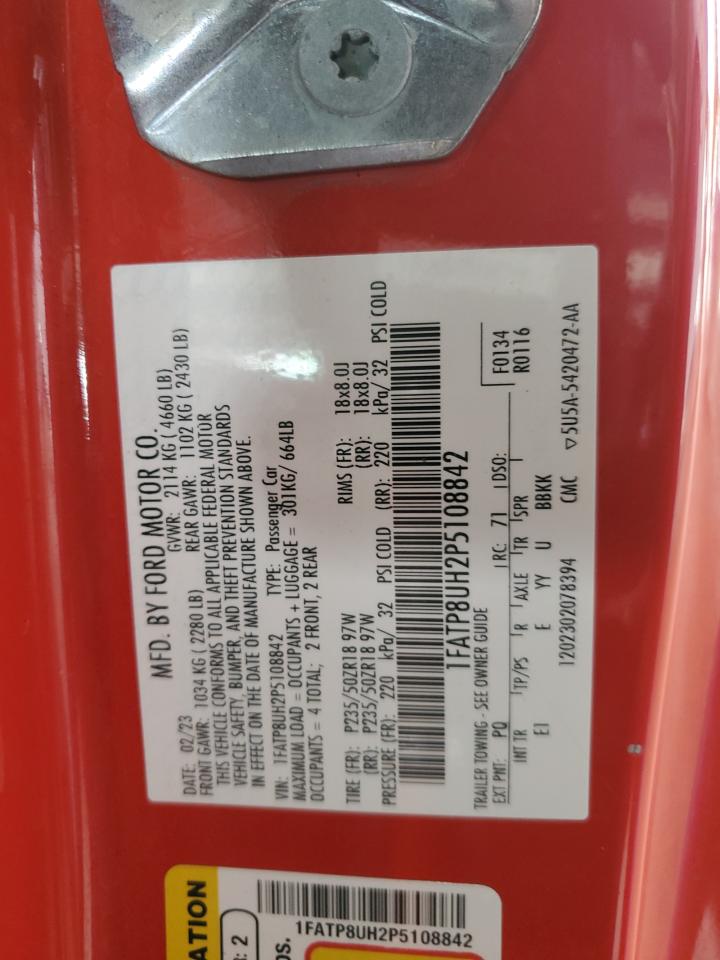 MFD. BY FORD MOTOR CO.
DATE: 02/23 GVWR: 2114 KG ( 4660 LB)
FRONT GAWR: 1034 KG ( 2280 LB) REAR GAWR: 1102 KG ( 2430 LB)
THIS VEHICLE CONFORMS TO ALL APPLICABLE FEDERAL MOTOR
VEHICLE SAFETY, BUMPER, AND THEFT PREVENTION STANDARDS
IN EFFECT ON THE DATE OF MANUFACTURE SHOWN ABOVE.
VIN: 1FATP8UH2P5108842 TYPE: Passenger Car
MAXIMUM LOAD = OCCUPANTS + LUGGAGE = 301KG/ 664LB
OCCUPANTS = 4 TOTAL; 2 FRONT, 2 REAR
TIRE (FR): P235/50ZR18 97W RIMS (FR): 18x8.0J
(RR): P235/50ZR18 97W (RR): 18x8.0J
PRESSURE (FR): 220 kPa/ 32 PSI COLD (RR): 220 kPa/ 32 PSI COLD
1FATP8UH2P5108842
TRAILER TOWING - SEE OWNER GUIDE
F0134
R0116
EXT PNT: PQ RC: 71 DSO:
INT TR TP/PS R AXLE TR SPR
EI E YY U BBKK
1202302078394 CMC ▽5U5A-5420472-AA
ATION
: 2
OS.
1FATP8UH2P5108842